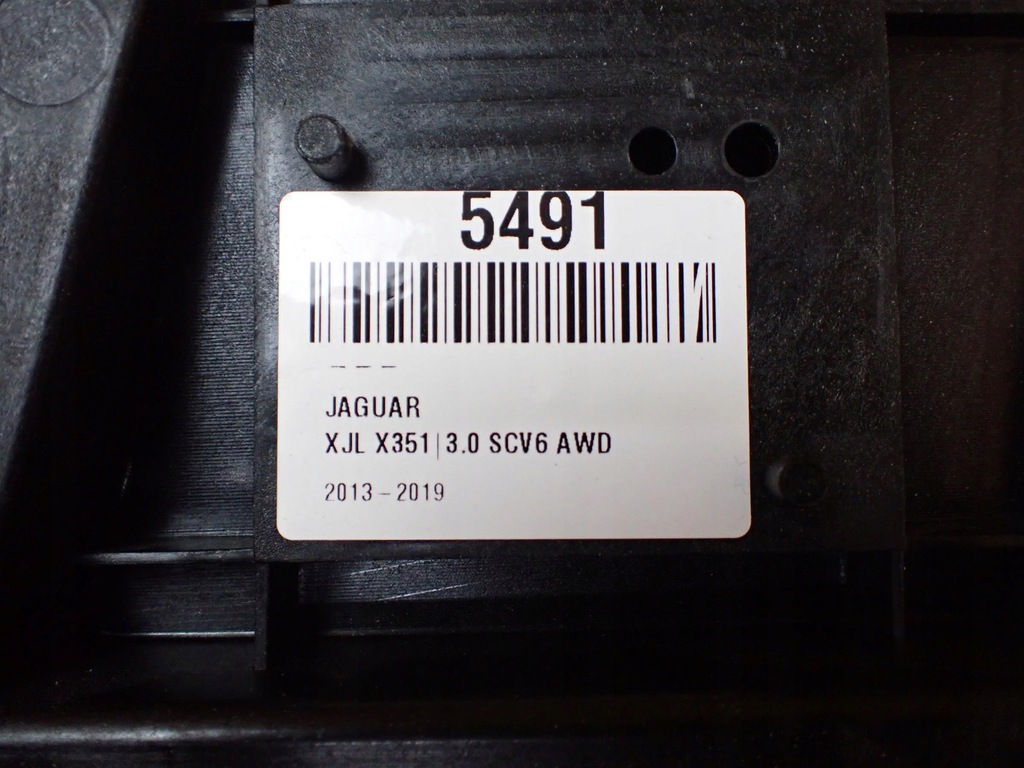 5491
– – –
JAGUAR
XJL X351|3.0 SCV6 AWD
2013 – 2019